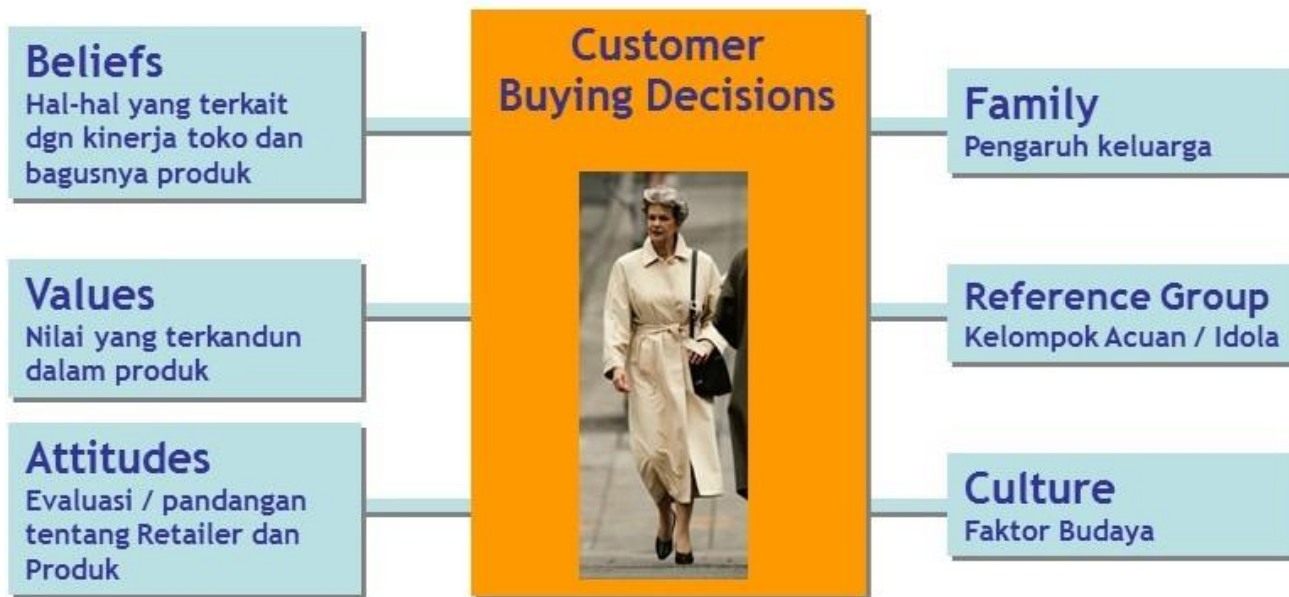 Beliefs
Hal-hal yang terkait
dgn kinerja toko dan
bagusnya produk
Values
Nilai yang terkandun
dalam produk
Attitudes
Evaluasi / pandangan
tentang Retailer dan
Produk
Customer
Buying Decisions
Family
Pengaruh keluarga
Reference Group
Kelompok Acuan / Idola
Culture
Faktor Budaya